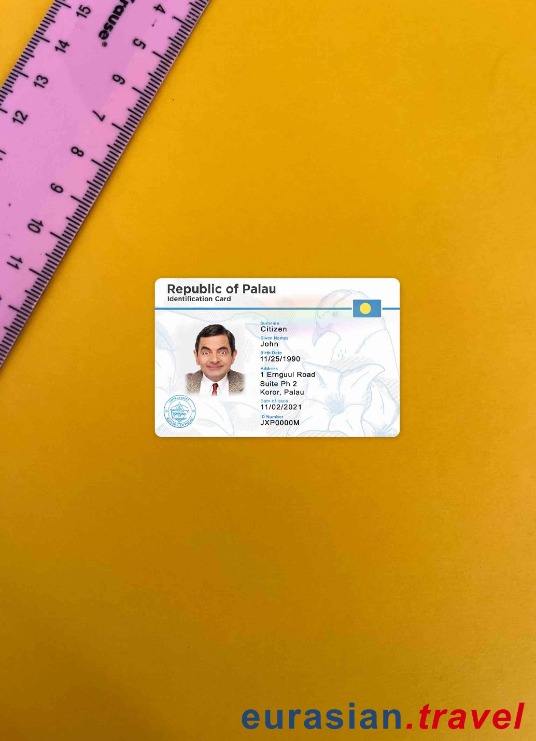 15
14
13
12
11
10
9
8
7
6
5
4
Krause®
Republic of Palau
Identification Card
Surname
Citizen
Given Names
John
Birth Date
11/25/1990
Address
1 Emguul Road
Suite Ph 2
Koror, Palau
Date of Issue
11/02/2021
ID Number
JXP0000M
eurasian.travel